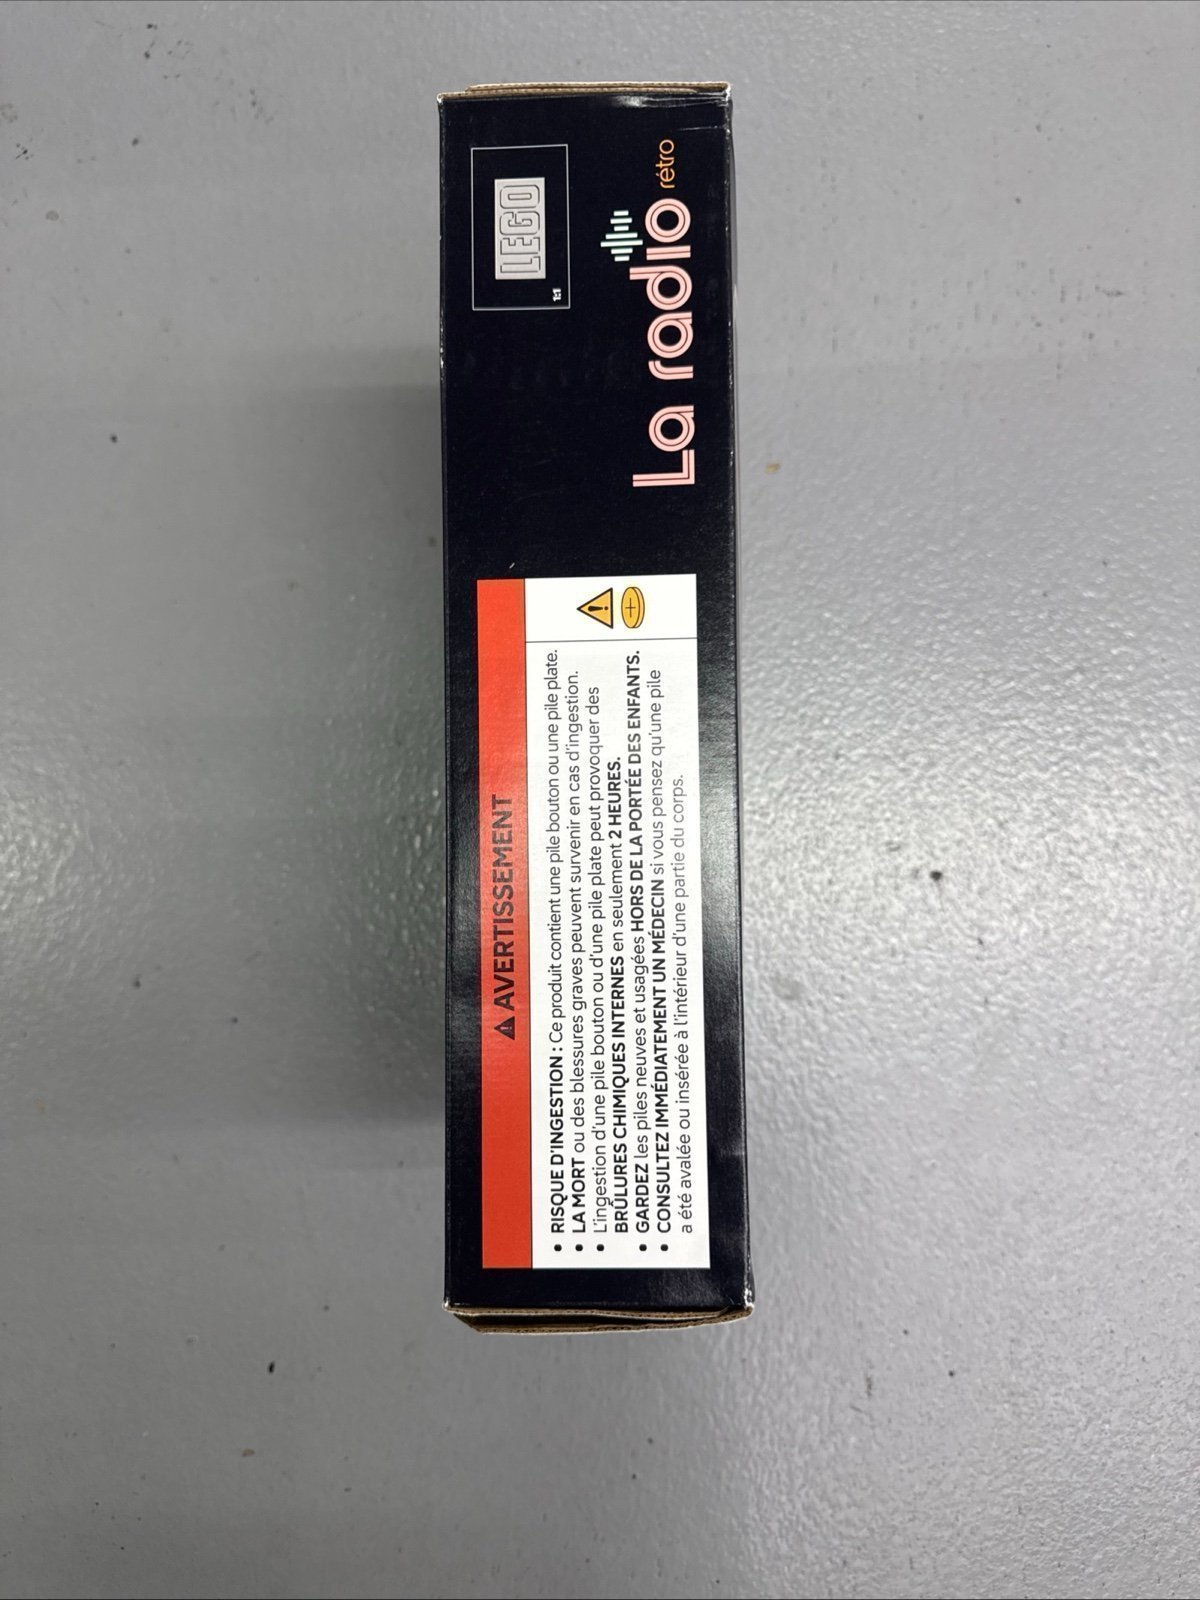 ⚠ AVERTISSEMENT
• RISQUE D'INGESTION : Ce produit contient une pile bouton ou une pile plate.
• LA MORT ou des blessures graves peuvent survenir en cas d'ingestion.
• L'ingestion d'une pile bouton ou d'une pile plate peut provoquer des
BRÛLURES CHIMIQUES INTERNES en seulement 2 HEURES.
• GARDEZ les piles neuves et usagées HORS DE LA PORTÉE DES ENFANTS.
• CONSULTEZ IMMÉDIATEMENT UN MÉDECIN si vous pensez qu'une pile
a été avalée ou insérée à l'intérieur d'une partie du corps.
LEGO
1:1
La radio rétro